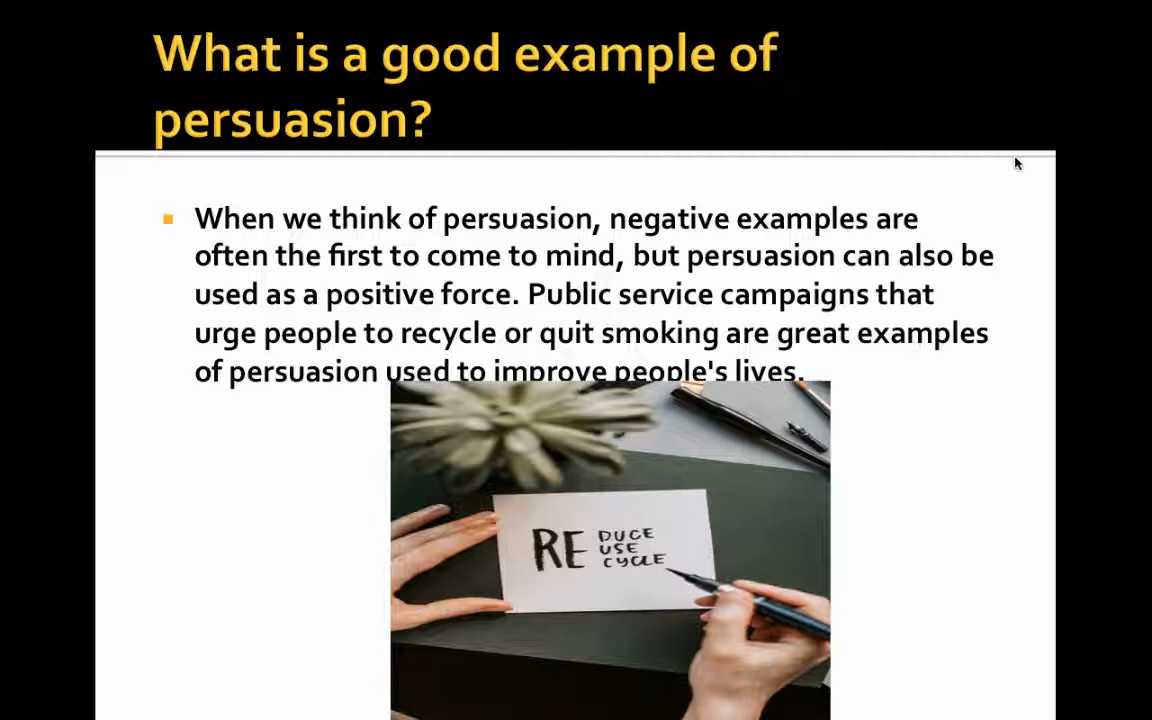 What is a good example of
persuasion?
When we think of persuasion, negative examples are
often the first to come to mind, but persuasion can also be
used as a positive force. Public service campaigns that
urge people to recycle or quit smoking are great examples
of persuasion used to improve people's lives.
RE DUCE
USE
CYCLE